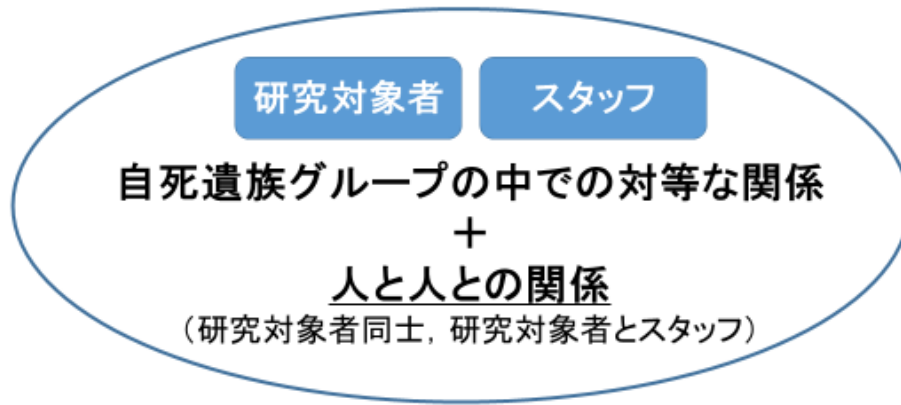 研究対象者 スタッフ
自死遺族グループの中での対等な関係
＋
人と人との関係
（研究対象者同士，研究対象者とスタッフ）